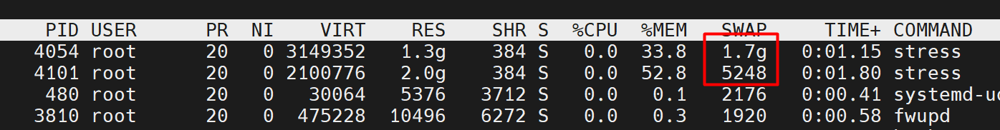 PID USER PR NI VIRT RES SHR S %CPU %MEM SWAP TIME+ COMMAND
4054 root 20 0 3149352 1.3g 384 S 0.0 33.8 1.7g 0:01.15 stress
4101 root 20 0 2100776 2.0g 384 S 0.0 52.8 5248 0:01.80 stress
480 root 20 0 30064 5376 3712 S 0.0 0.1 2176 0:00.41 systemd-ud
3810 root 20 0 475228 10496 6272 S 0.0 0.3 1920 0:00.58 fwupd